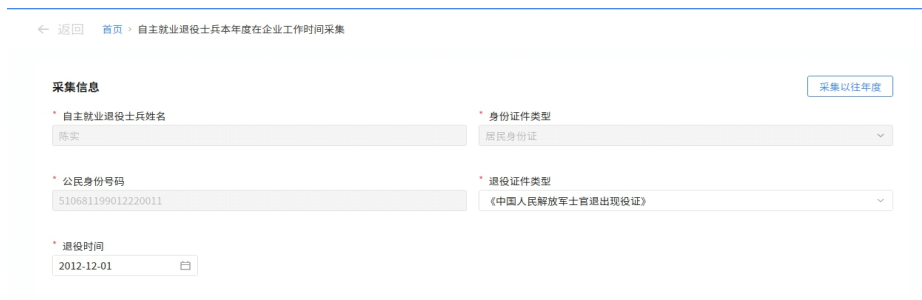 ← 返回 首页 > 自主就业退役士兵本年度在企业工作时间采集
采集信息 采集以往年度
* 自主就业退役士兵姓名 * 身份证件类型
陈实 居民身份证
* 公民身份号码 * 退役证件类型
510681199012220011 《中国人民解放军士官退出现役证》
* 退役时间
2012-12-01